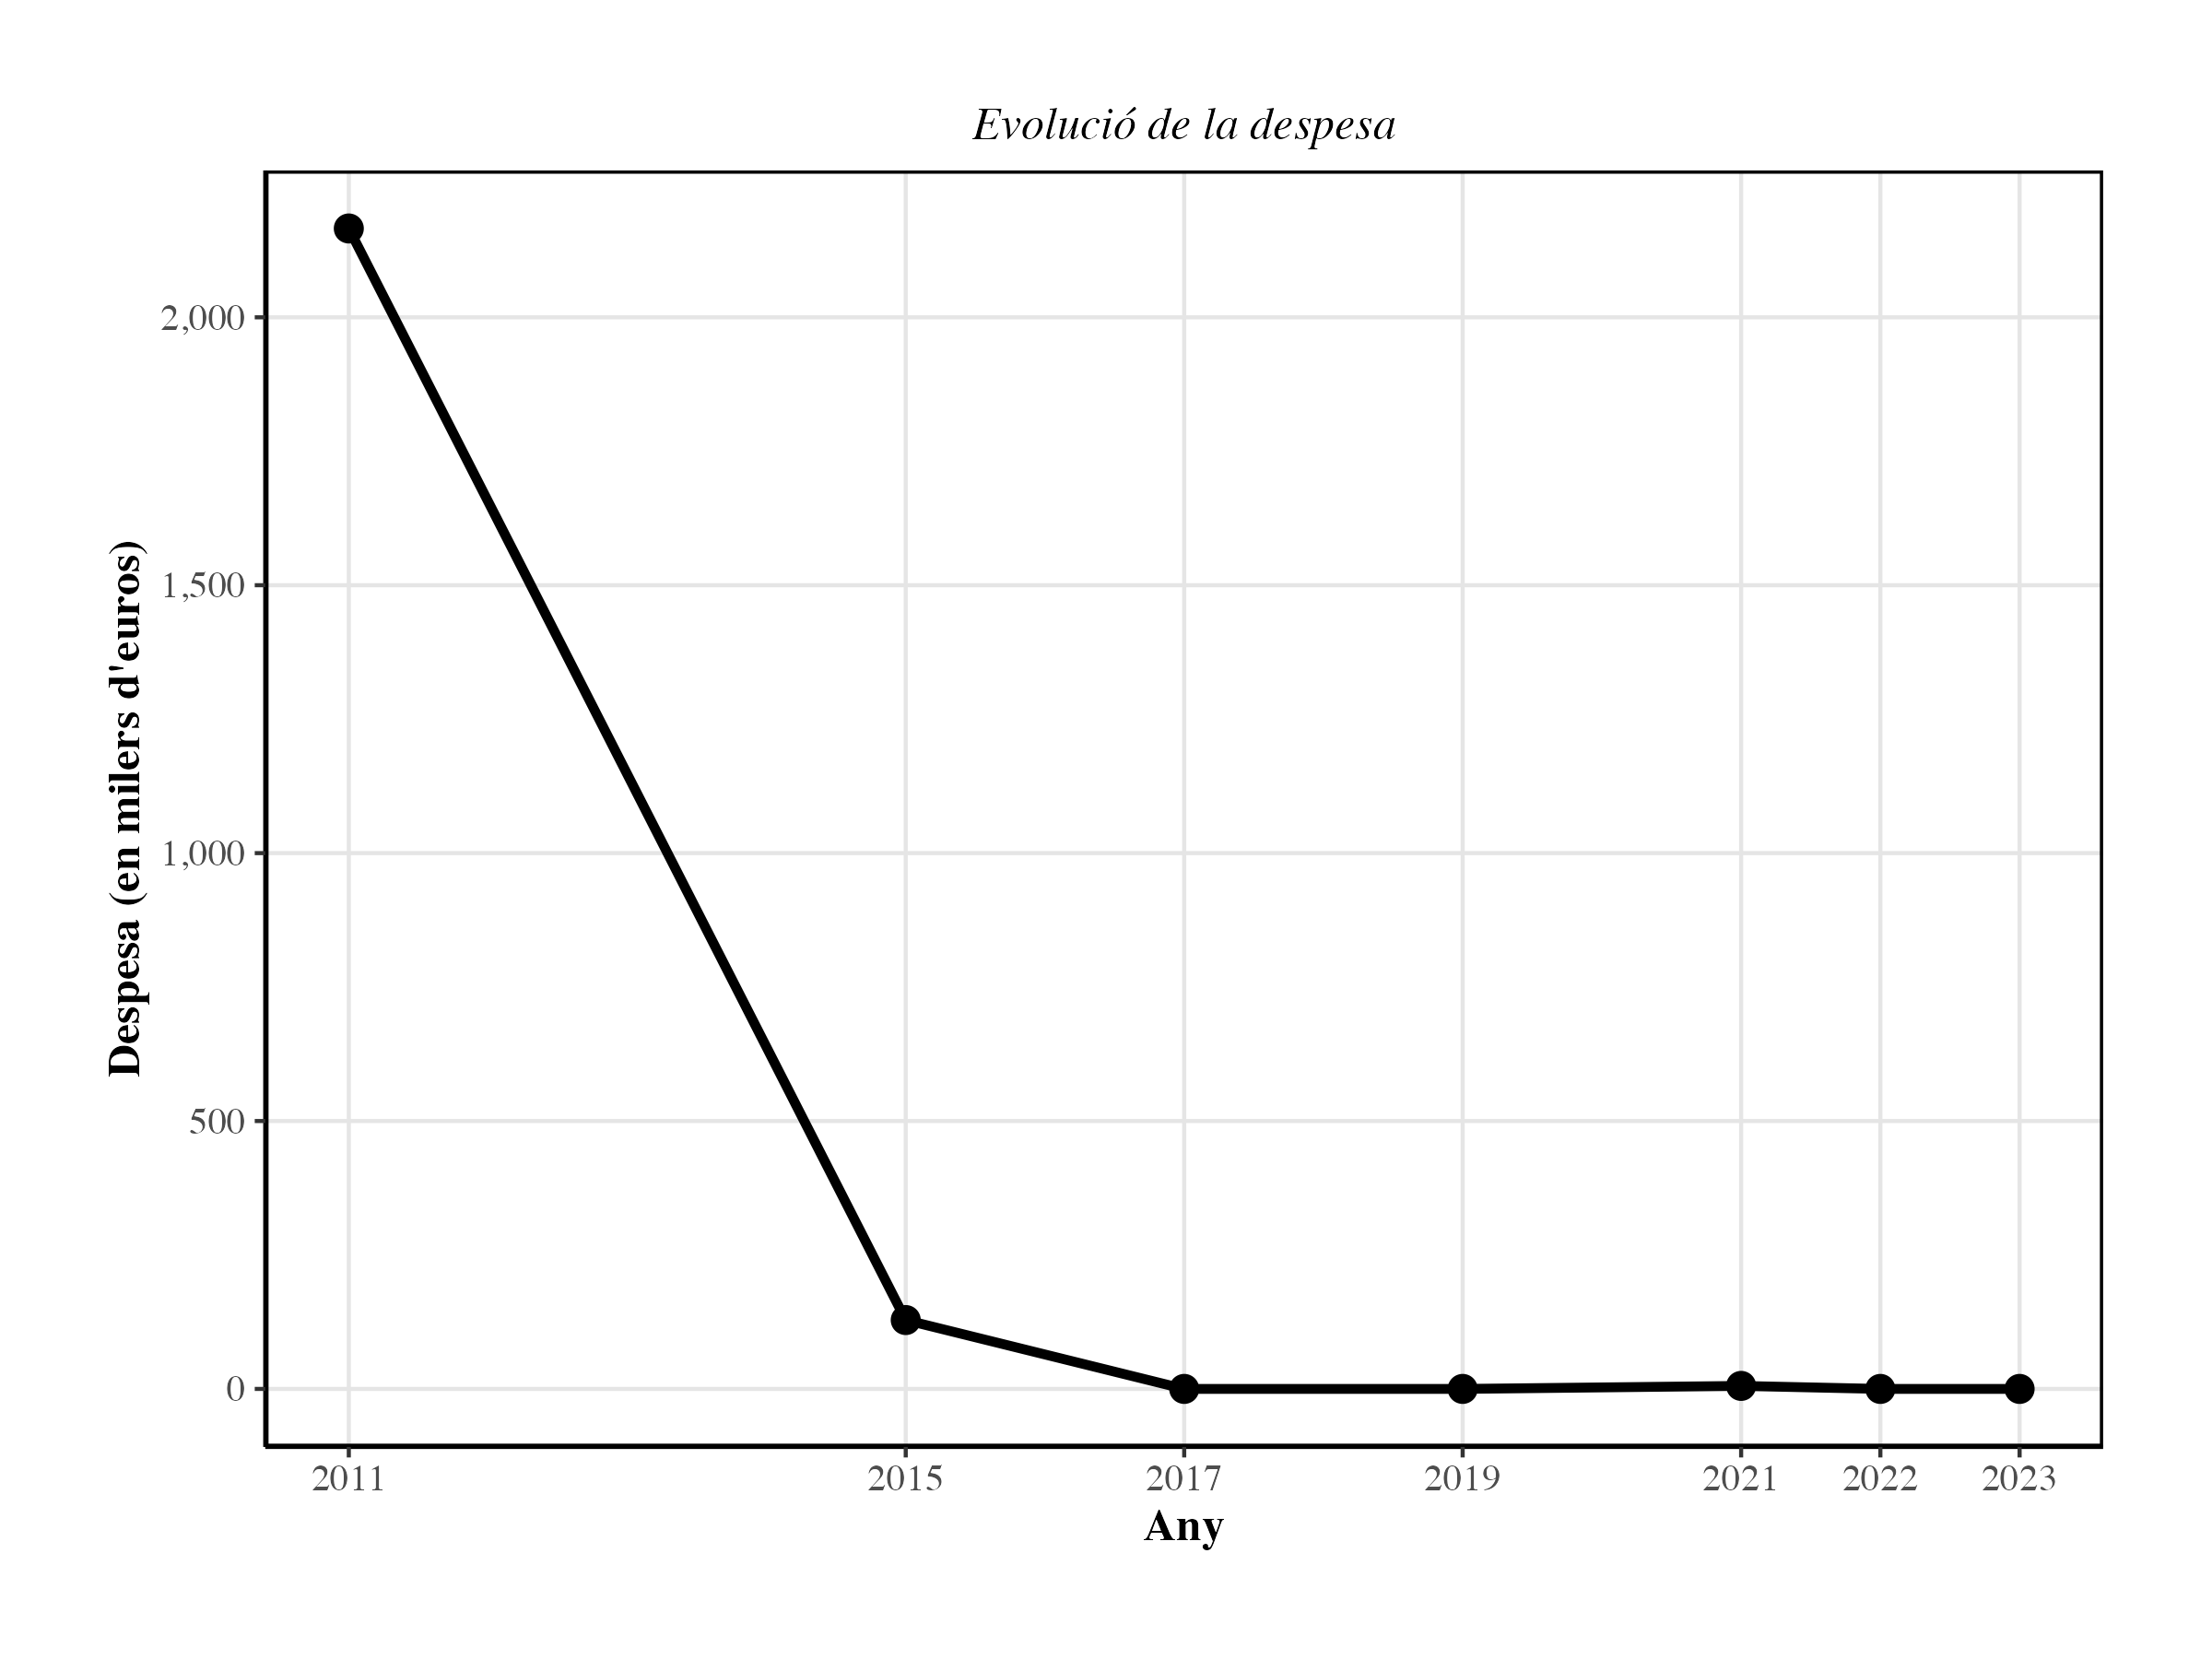 Evolució de la despesa
Despesa (en milers d'euros)
2,000
1,500
1,000
500
0
2011 2015 2017 2019 2021 2022 2023
Any